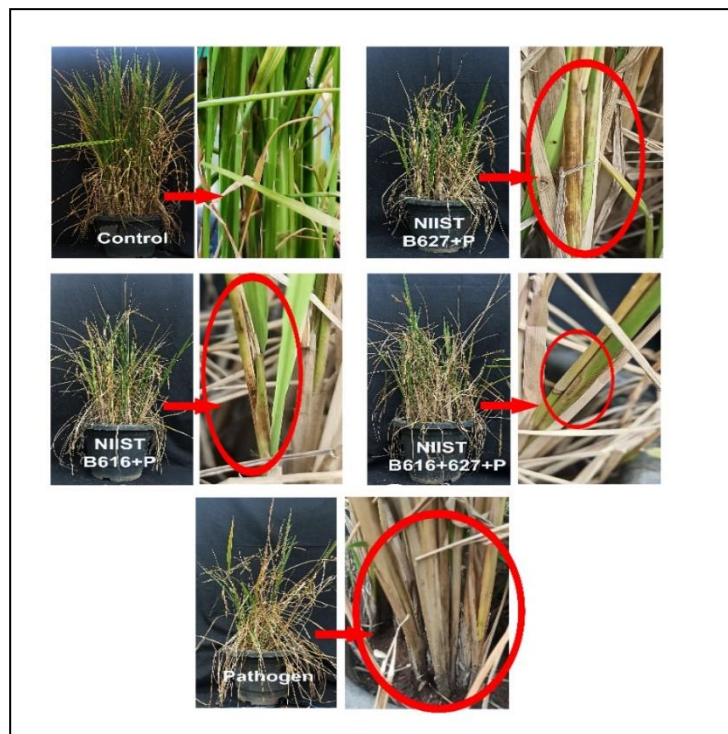 Control
NIIST
B627+P
NIIST
B616+P
NIIST
B616+627+P
Pathogen